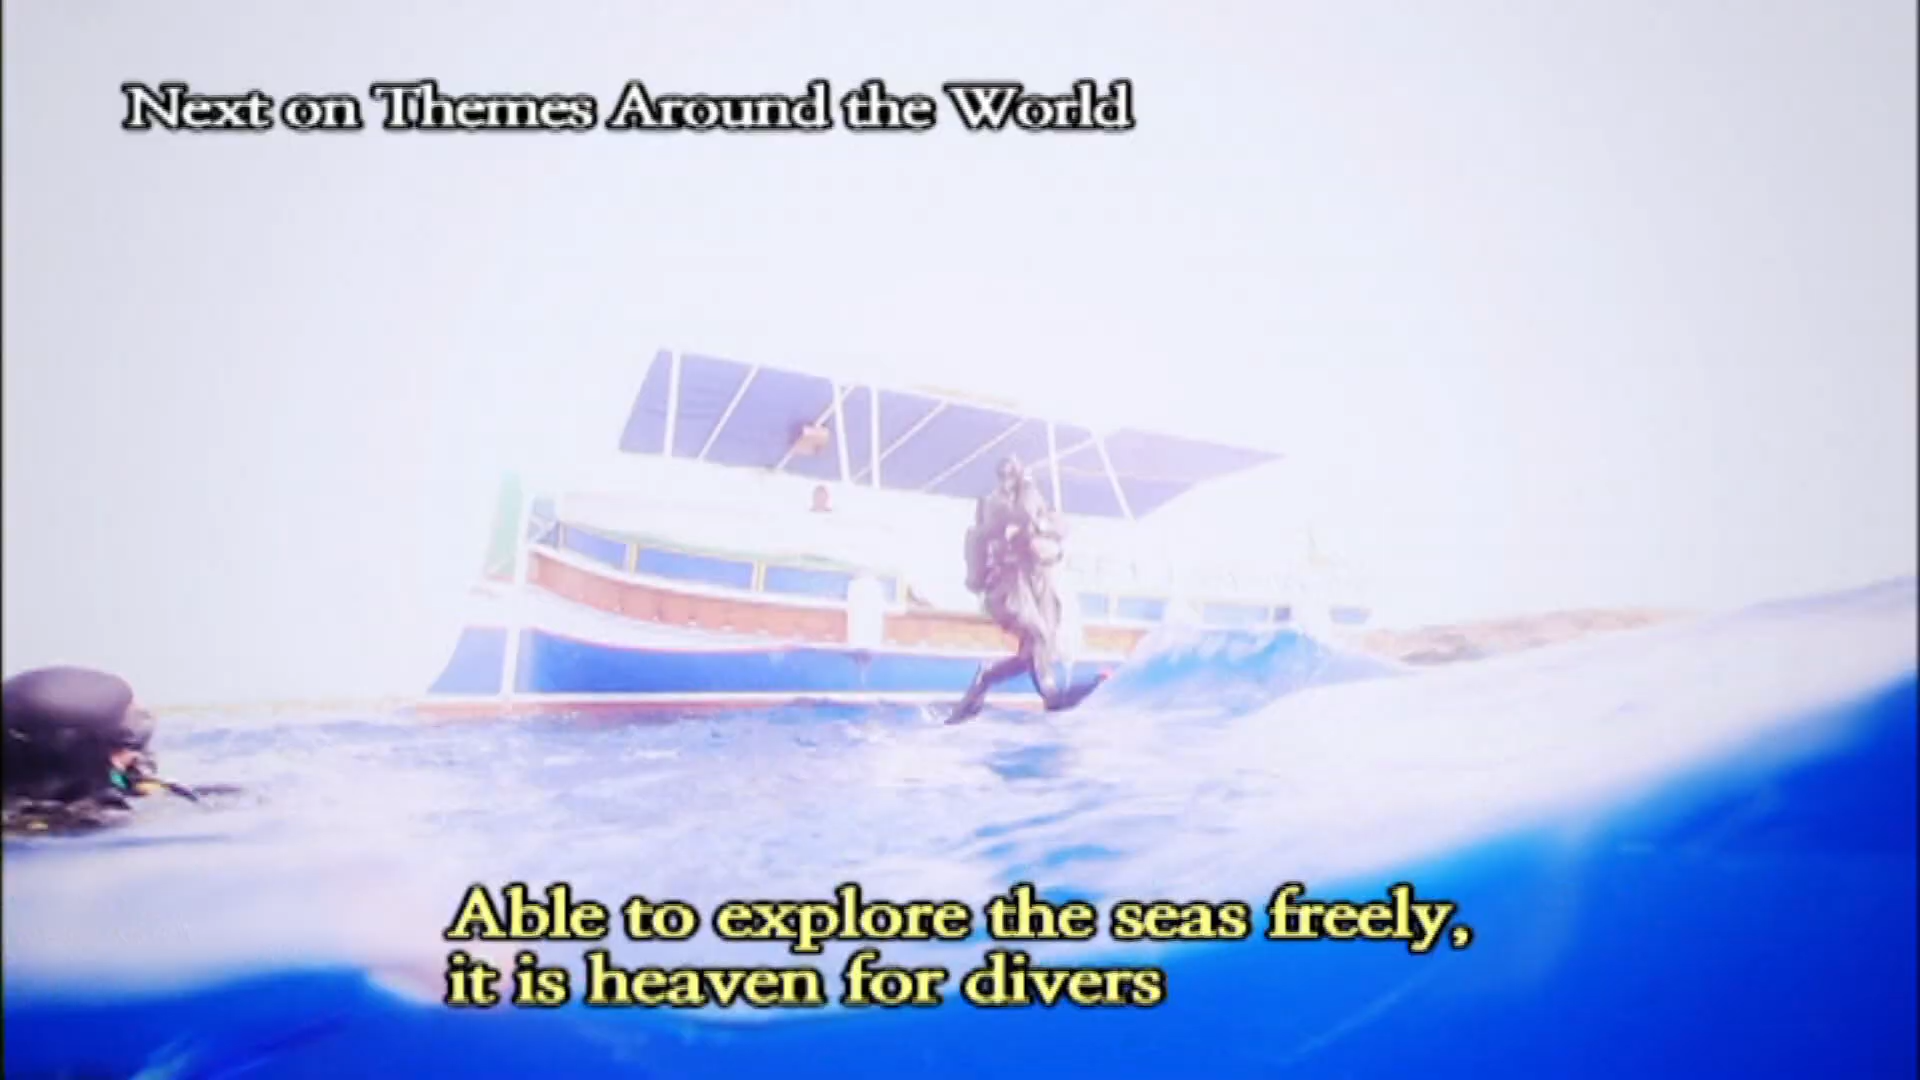 Next on Themes Around the World
Able to explore the seas freely,
it is heaven for divers